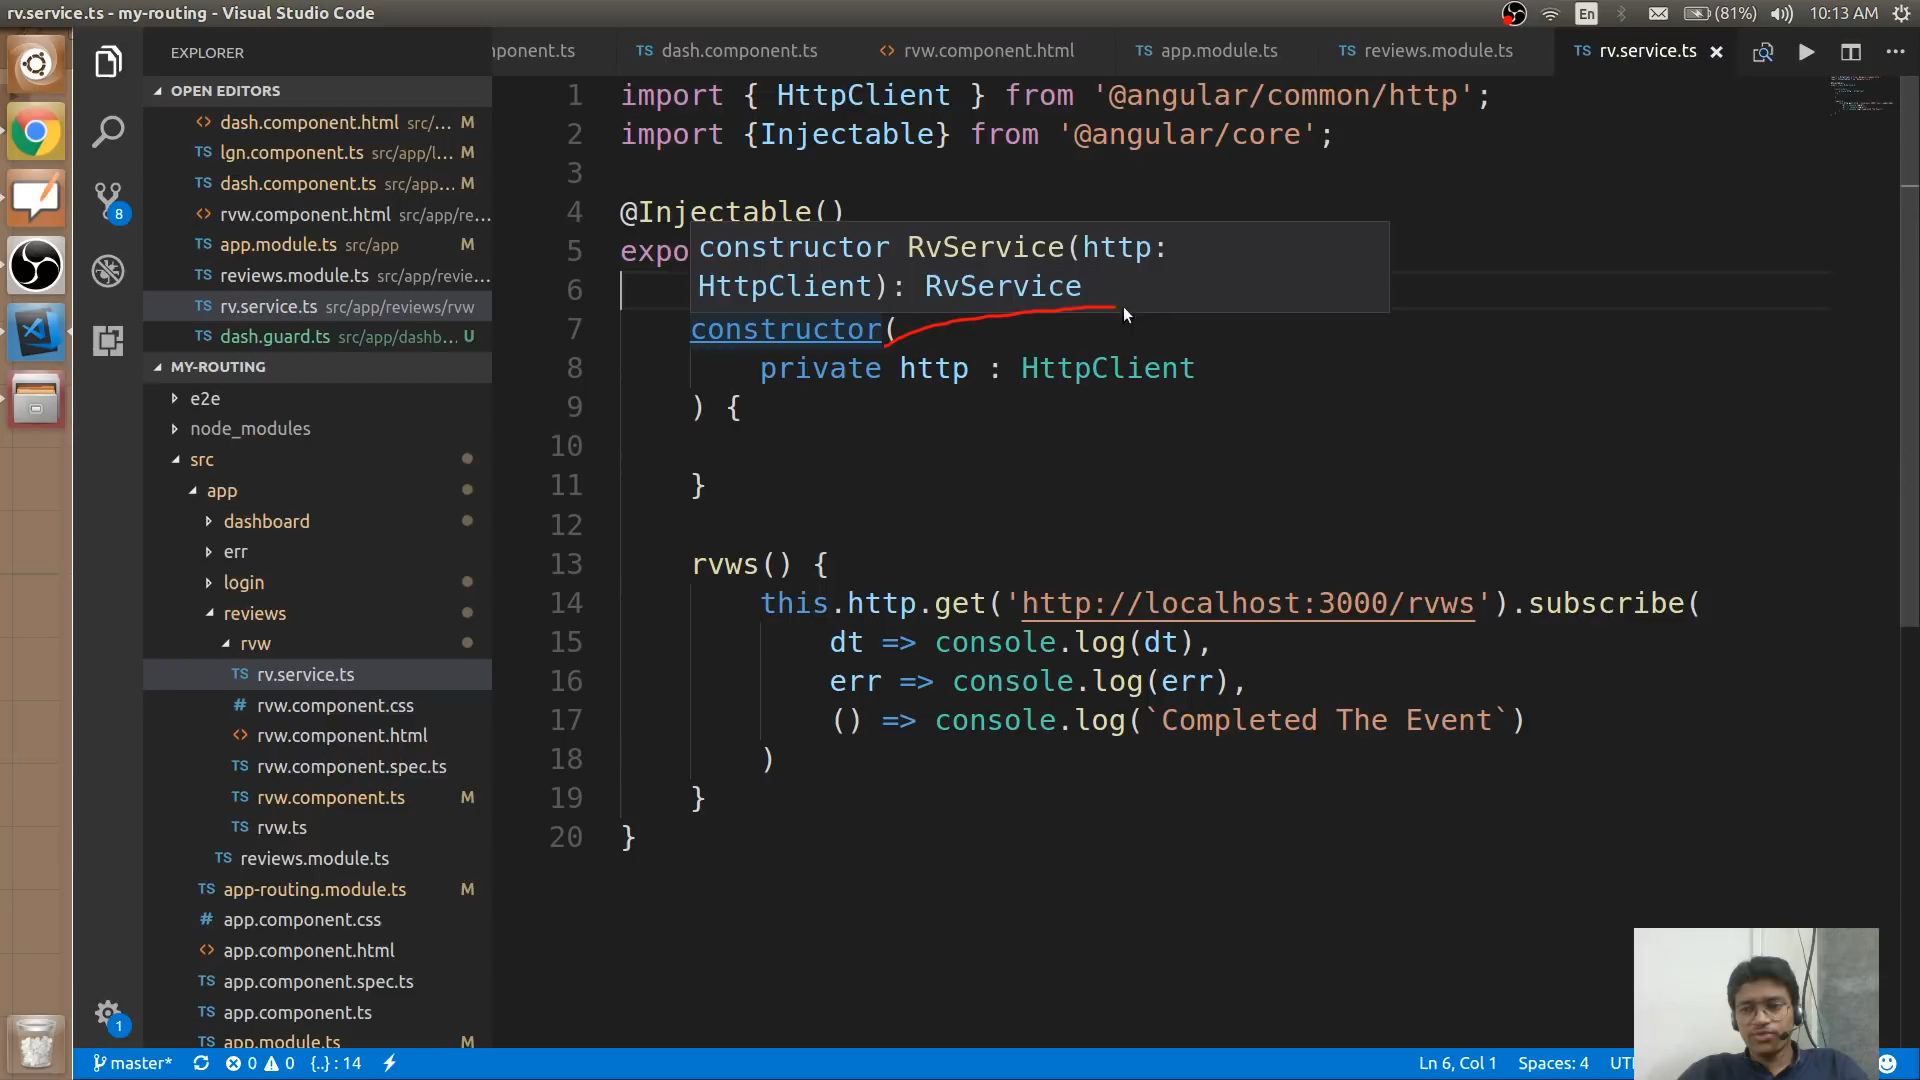 rv.service.ts - my-routing - Visual Studio Code
En
(81%)
10:13 AM
EXPLORER
ponent.ts
TS dash.component.ts
<> rvw.component.html
TS app.module.ts
TS reviews.module.ts
TS rv.service.ts
OPEN EDITORS
<> dash.component.html src/... M
TS lgn.component.ts src/app/l... M
TS dash.component.ts src/app... M
<> rvw.component.html src/app/re...
TS app.module.ts src/app M
TS reviews.module.ts src/app/revie...
TS rv.service.ts src/app/reviews/rvw
TS dash.guard.ts src/app/dashb... U
8
MY-ROUTING
e2e
node_modules
src
app
dashboard
err
login
reviews
rvw
TS rv.service.ts
# rvw.component.css
<> rvw.component.html
TS rvw.component.spec.ts
TS rvw.component.ts M
TS rvw.ts
TS reviews.module.ts
TS app-routing.module.ts M
# app.component.css
<> app.component.html
TS app.component.spec.ts
TS app.component.ts
TS app.module.ts M
1
1 import { HttpClient } from '@angular/common/http';
2 import {Injectable} from '@angular/core';
3
4 @Injectable()
5 expo
constructor RvService(http:
HttpClient): RvService
6
7 constructor(
8 private http : HttpClient
9 ) {
10
11 }
12
13 rvws() {
14 this.http.get('http://localhost:3000/rvws').subscribe(
15 dt => console.log(dt),
16 err => console.log(err),
17 () => console.log(`Completed The Event`)
18 )
19 }
20 }
master*
0
0
{..} : 14
Ln 6, Col 1
Spaces: 4